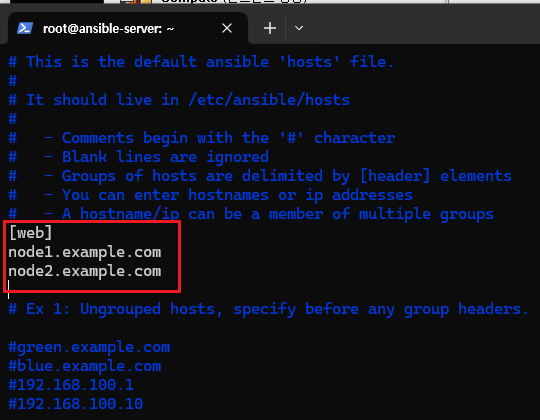 root@ansible-server: ~
# This is the default ansible 'hosts' file.
#
# It should live in /etc/ansible/hosts
#
#   - Comments begin with the '#' character
#   - Blank lines are ignored
#   - Groups of hosts are delimited by [header] elements
#   - You can enter hostnames or ip addresses
#   - A hostname/ip can be a member of multiple groups
[web]
node1.example.com
node2.example.com
# Ex 1: Ungrouped hosts, specify before any group headers.
#green.example.com
#blue.example.com
#192.168.100.1
#192.168.100.10